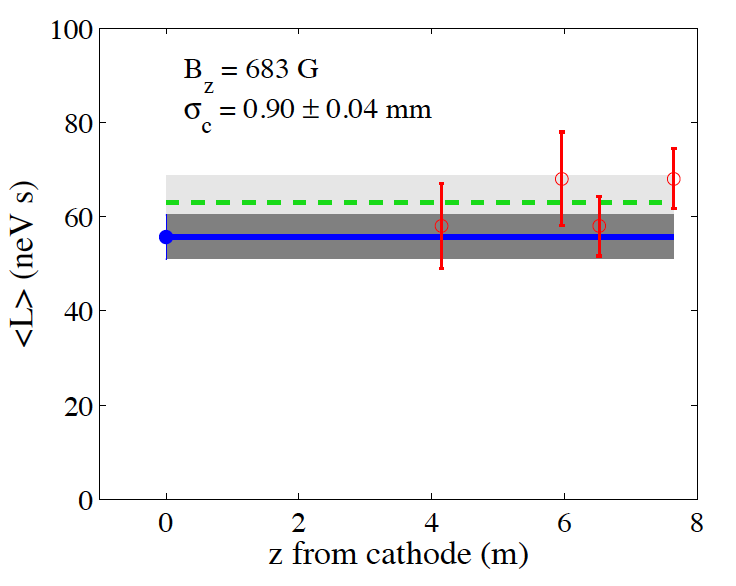 100
B_z = 683 G
σ_c = 0.90 ± 0.04 mm
80
60
40
20
0
<L> (neV s)
0 2 4 6 8
z from cathode (m)